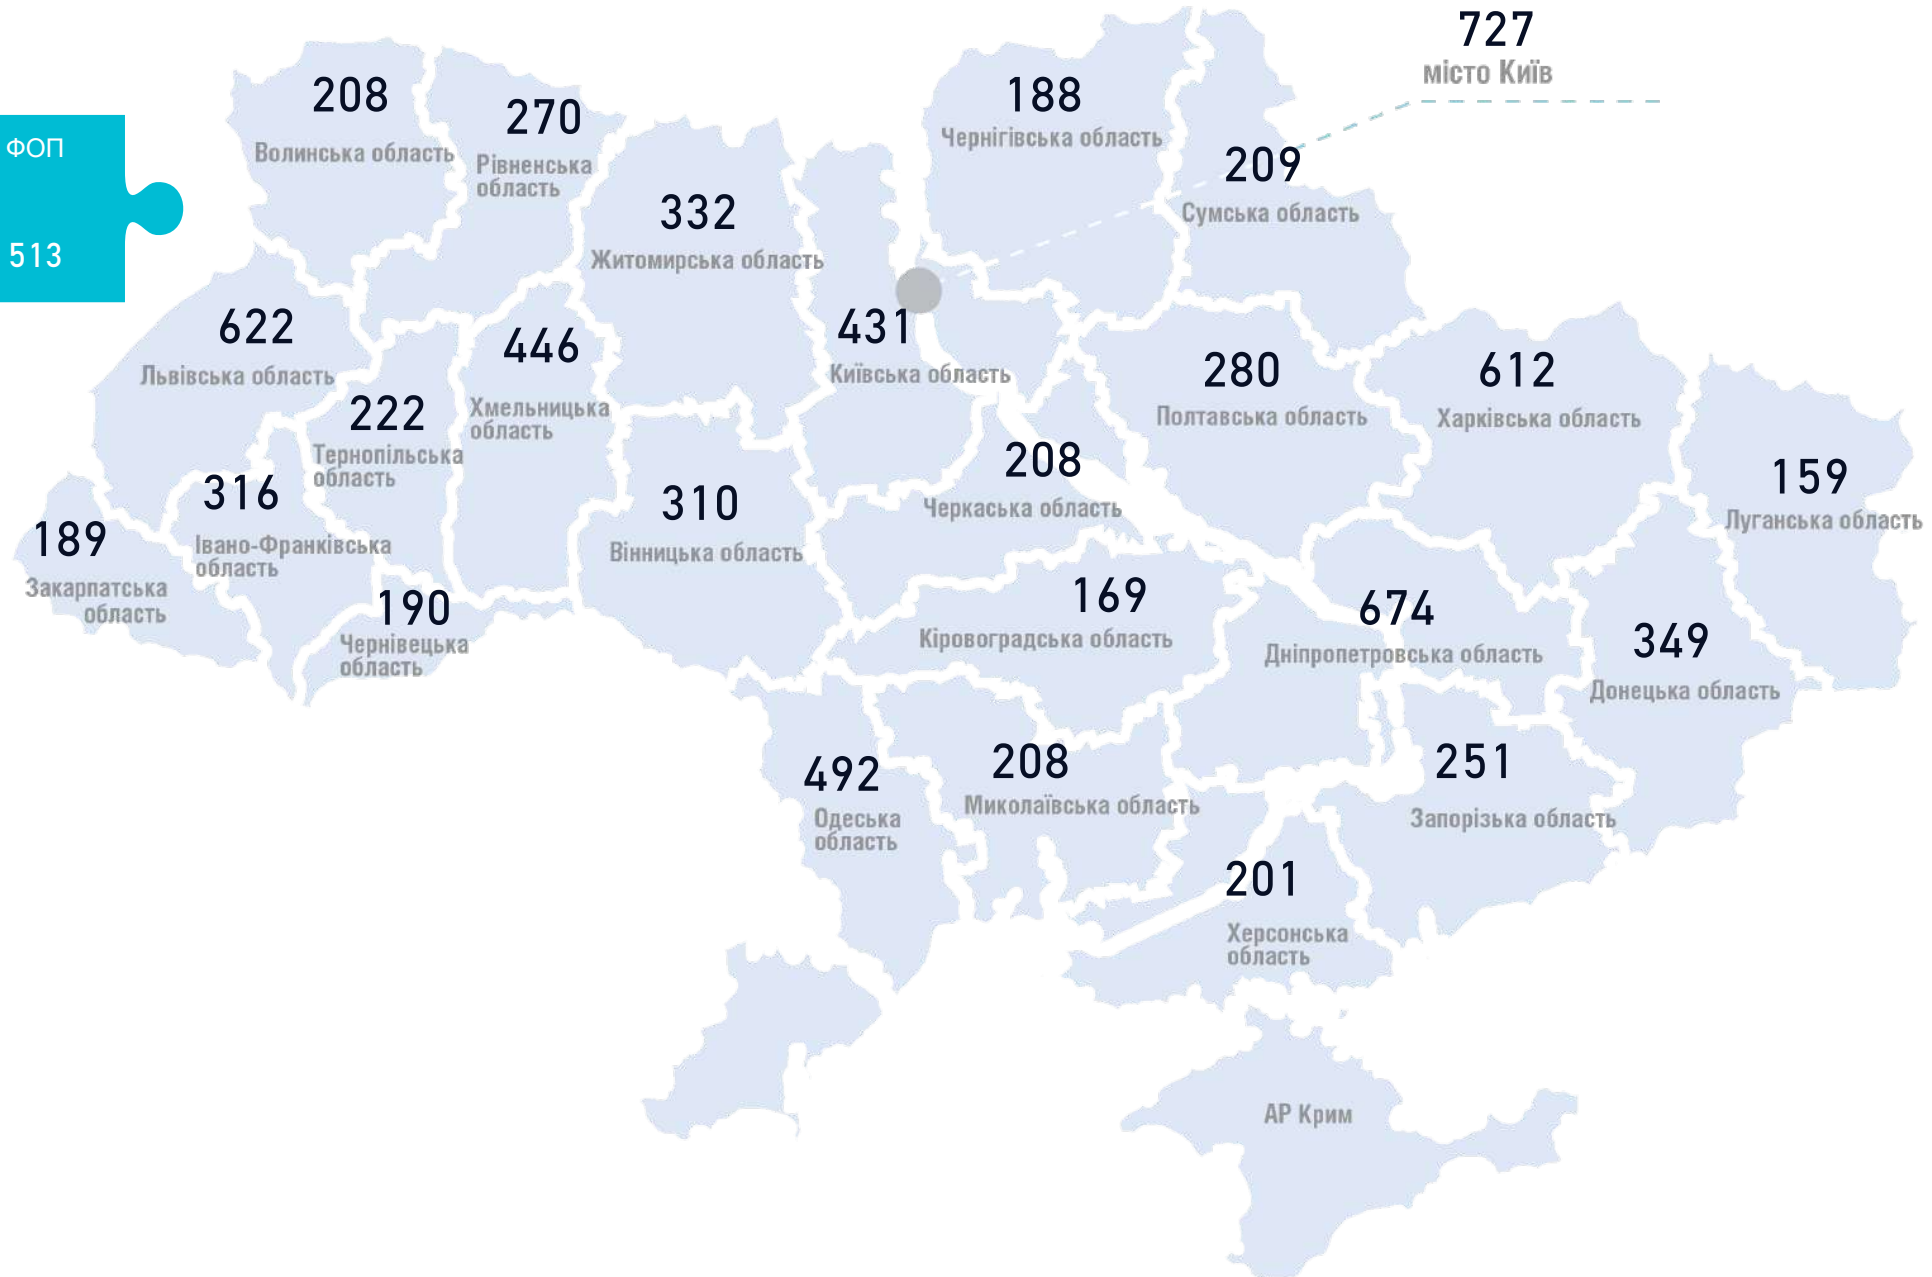 727
місто Київ
208
Волинська область
270
Рівненська
область
188
Чернігівська область
ФОП
513
209
Сумська область
332
Житомирська область
622
Львівська область
446
Хмельницька
область
431
Київська область
280
Полтавська область
612
Харківська область
222
Тернопільська
область
208
Черкаська область
159
Луганська область
316
Івано-Франківська
область
310
Вінницька область
189
Закарпатська
область
190
Чернівецька
область
169
Кіровоградська область
674
Дніпропетровська область
349
Донецька область
492
Одеська
область
208
Миколаївська область
251
Запорізька область
201
Херсонська
область
АР Крим